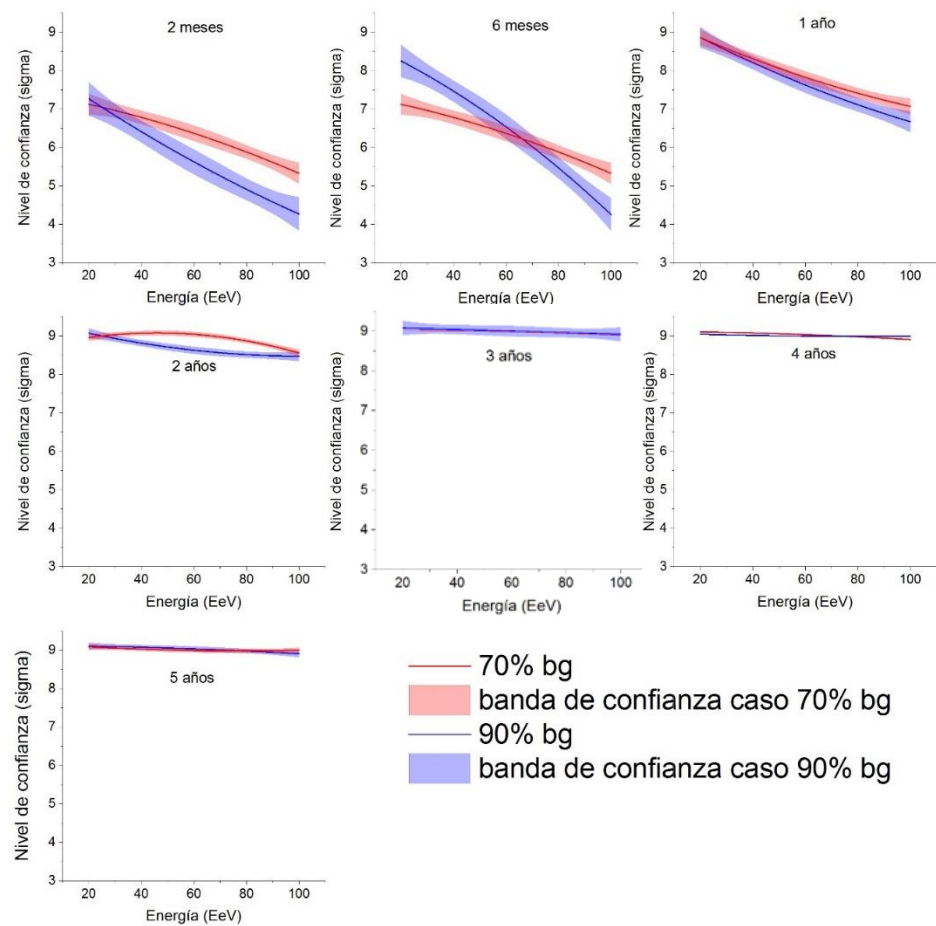 2 meses
Nivel de confianza (sigma)
9
8
7
6
5
4
3
20 40 60 80 100
Energía (EeV)
6 meses
Nivel de confianza (sigma)
9
8
7
6
5
4
3
20 40 60 80 100
Energía (EeV)
1 año
Nivel de confianza (sigma)
9
8
7
6
5
4
3
20 40 60 80 100
Energía (EeV)
2 años
Nivel de confianza (sigma)
9
8
7
6
5
4
3
20 40 60 80 100
Energía (EeV)
3 años
Nivel de confianza (sigma)
9
8
7
6
5
4
3
20 40 60 80 100
Energía (EeV)
4 años
Nivel de confianza (sigma)
9
8
7
6
5
4
3
20 40 60 80 100
Energía (EeV)
5 años
Nivel de confianza (sigma)
9
8
7
6
5
4
3
20 40 60 80 100
Energía (EeV)
70% bg
banda de confianza caso 70% bg
90% bg
banda de confianza caso 90% bg